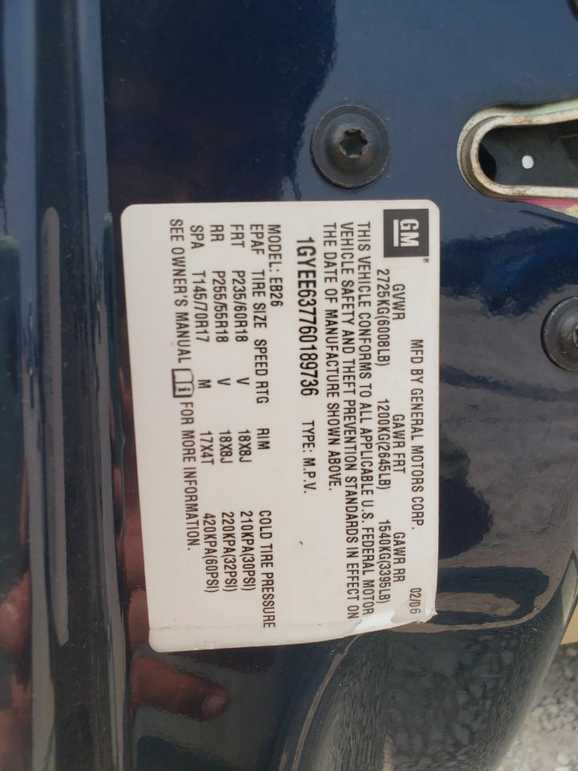 GM®
MFD BY GENERAL MOTORS CORP. 02/06
GVWR GAWR FRT GAWR RR
2725KG(6008LB) 1200KG(2645LB) 1540KG(3395LB)
THIS VEHICLE CONFORMS TO ALL APPLICABLE U.S. FEDERAL MOTOR
VEHICLE SAFETY AND THEFT PREVENTION STANDARDS IN EFFECT ON
THE DATE OF MANUFACTURE SHOWN ABOVE.
1GYEE637760189736 TYPE: M.P.V.
MODEL: EB26
EPAF TIRE SIZE SPEED RTG RIM COLD TIRE PRESSURE
FRT P235/60R18 V 18X8J 210KPA(30PSI)
RR P255/55R18 V 18X8J 220KPA(32PSI)
SPA T145/70R17 M 17X4T 420KPA(60PSI)
SEE OWNER'S MANUAL FOR MORE INFORMATION.